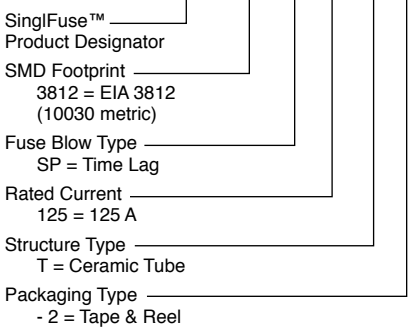 SinglFuse™
Product Designator
SMD Footprint
3812 = EIA 3812
(10030 metric)
Fuse Blow Type
SP = Time Lag
Rated Current
125 = 125 A
Structure Type
T = Ceramic Tube
Packaging Type
- 2 = Tape & Reel